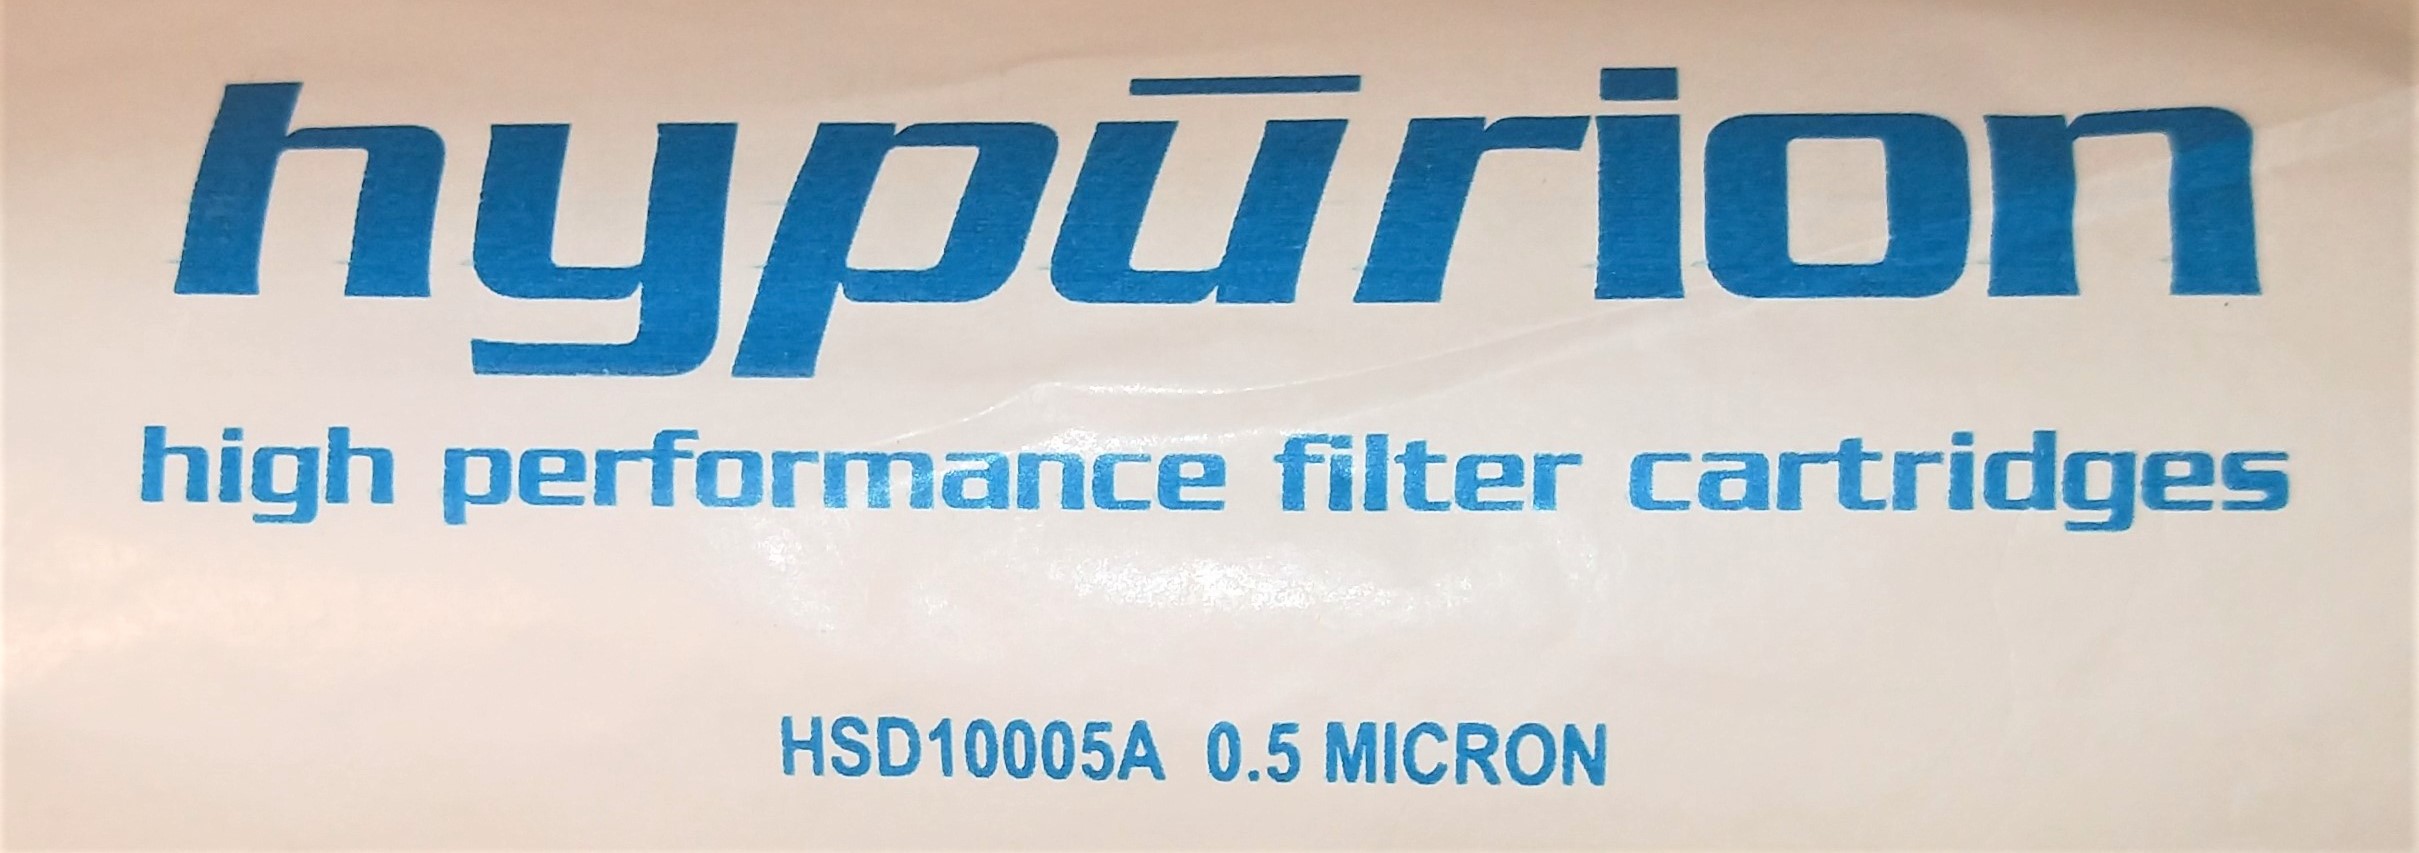 hypūrion
high performance filter cartridges
HSD10005A 0.5 MICRON